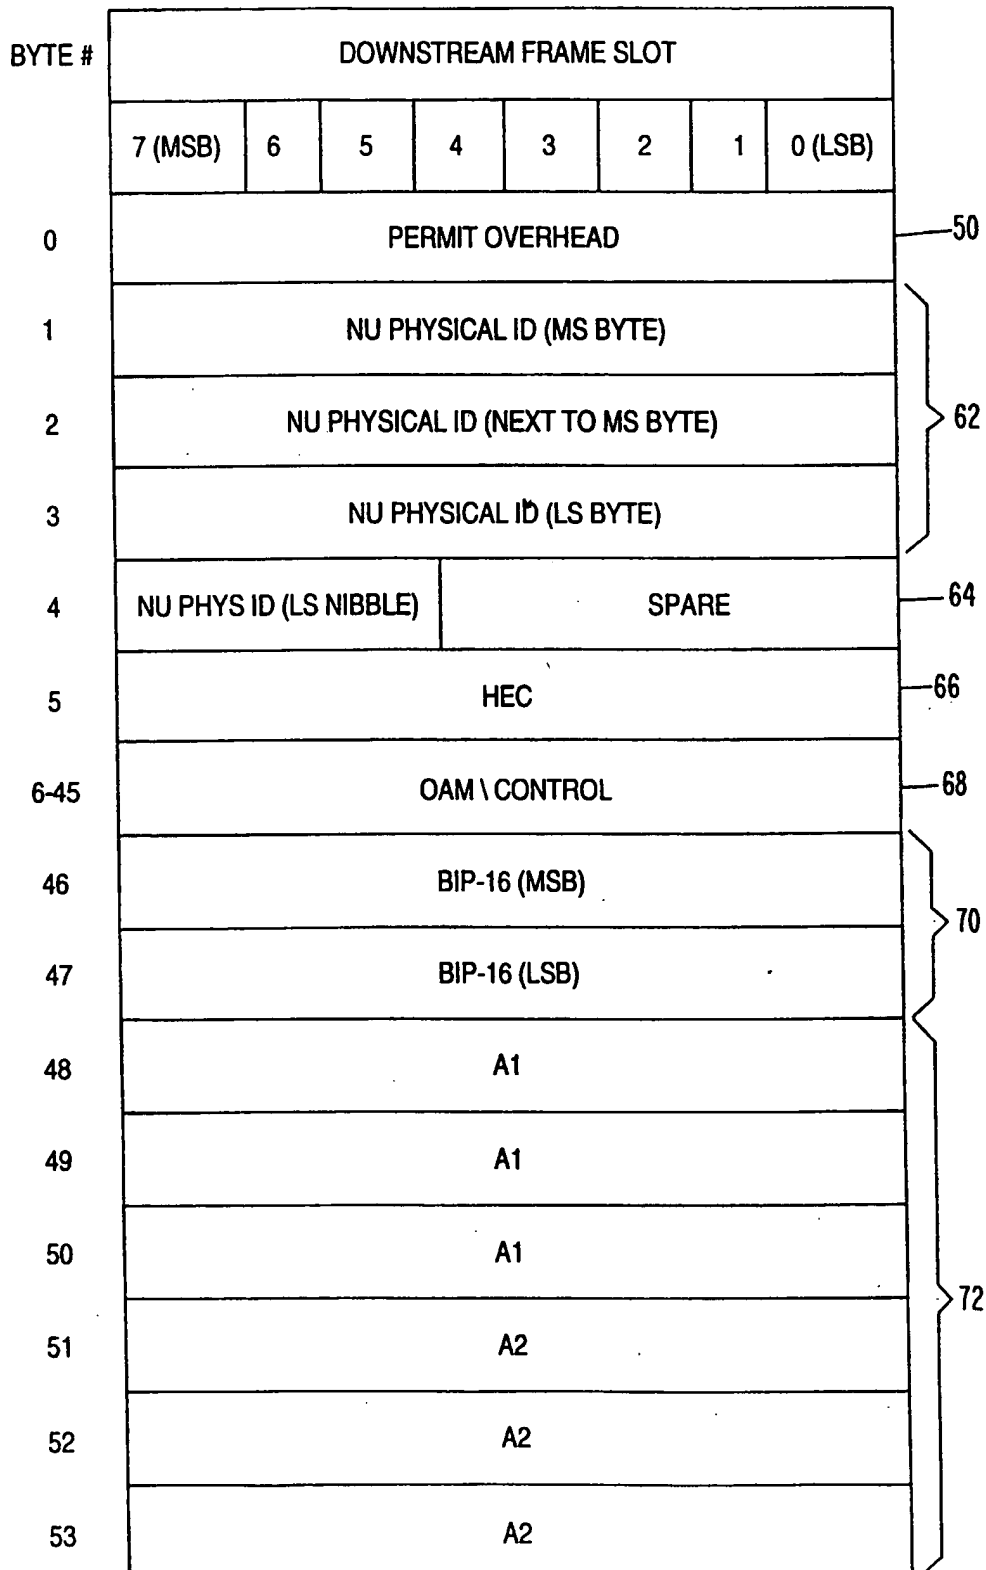 BYTE # DOWNSTREAM FRAME SLOT
7 (MSB) 6 5 4 3 2 1 0 (LSB)
0 PERMIT OVERHEAD 50
1 NU PHYSICAL ID (MS BYTE)
2 NU PHYSICAL ID (NEXT TO MS BYTE) 62
3 NU PHYSICAL ID (LS BYTE)
4 NU PHYS ID (LS NIBBLE) SPARE 64
5 HEC 66
6-45 OAM \ CONTROL 68
46 BIP-16 (MSB)
70
47 BIP-16 (LSB)
48 A1
49 A1
50 A1
72
51 A2
52 A2
53 A2